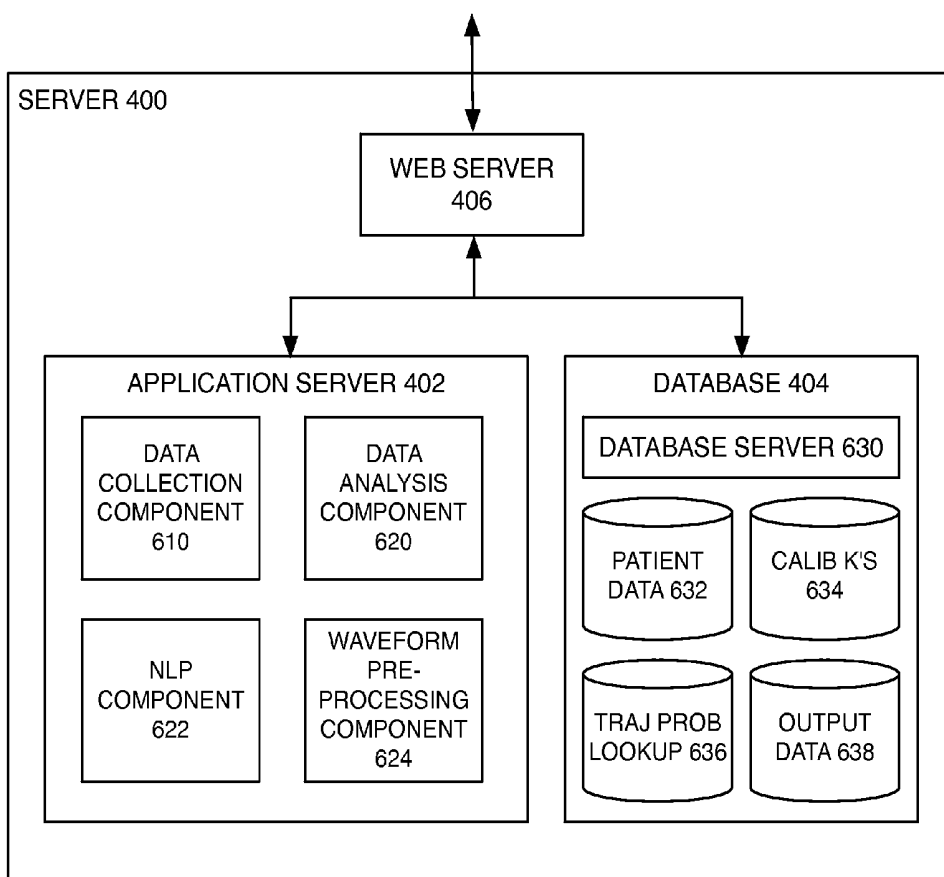 SERVER 400
WEB SERVER
406
APPLICATION SERVER 402
DATA
COLLECTION
COMPONENT
610
DATA
ANALYSIS
COMPONENT
620
NLP
COMPONENT
622
WAVEFORM
PRE-
PROCESSING
COMPONENT
624
DATABASE 404
DATABASE SERVER 630
PATIENT
DATA 632
CALIB K'S
634
TRAJ PROB
LOOKUP 636
OUTPUT
DATA 638